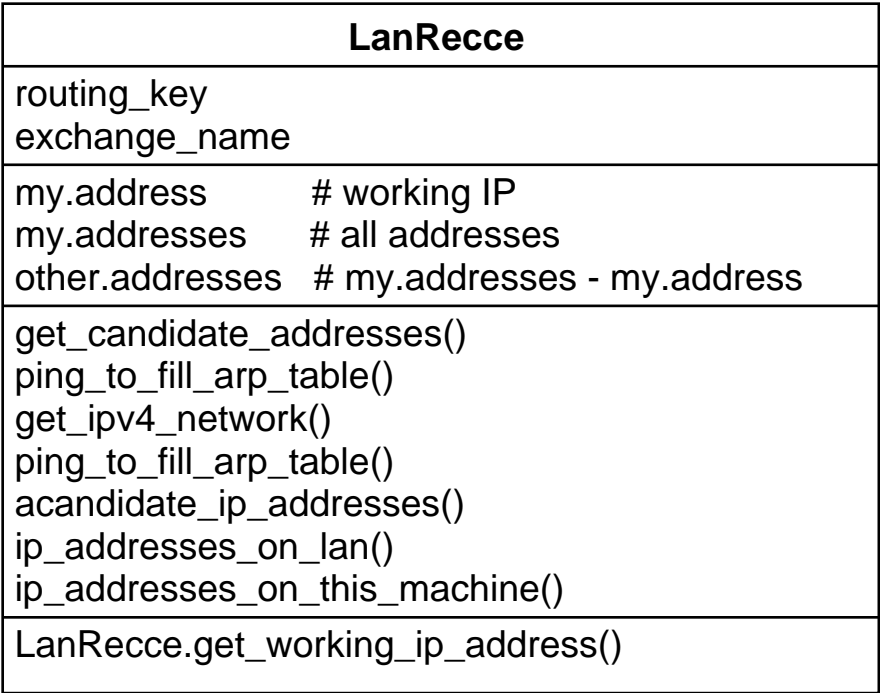 LanRecce
routing_key
exchange_name
my.address # working IP
my.addresses # all addresses
other.addresses # my.addresses - my.address
get_candidate_addresses()
ping_to_fill_arp_table()
get_ipv4_network()
ping_to_fill_arp_table()
acandidate_ip_addresses()
ip_addresses_on_lan()
ip_addresses_on_this_machine()
LanRecce.get_working_ip_address()